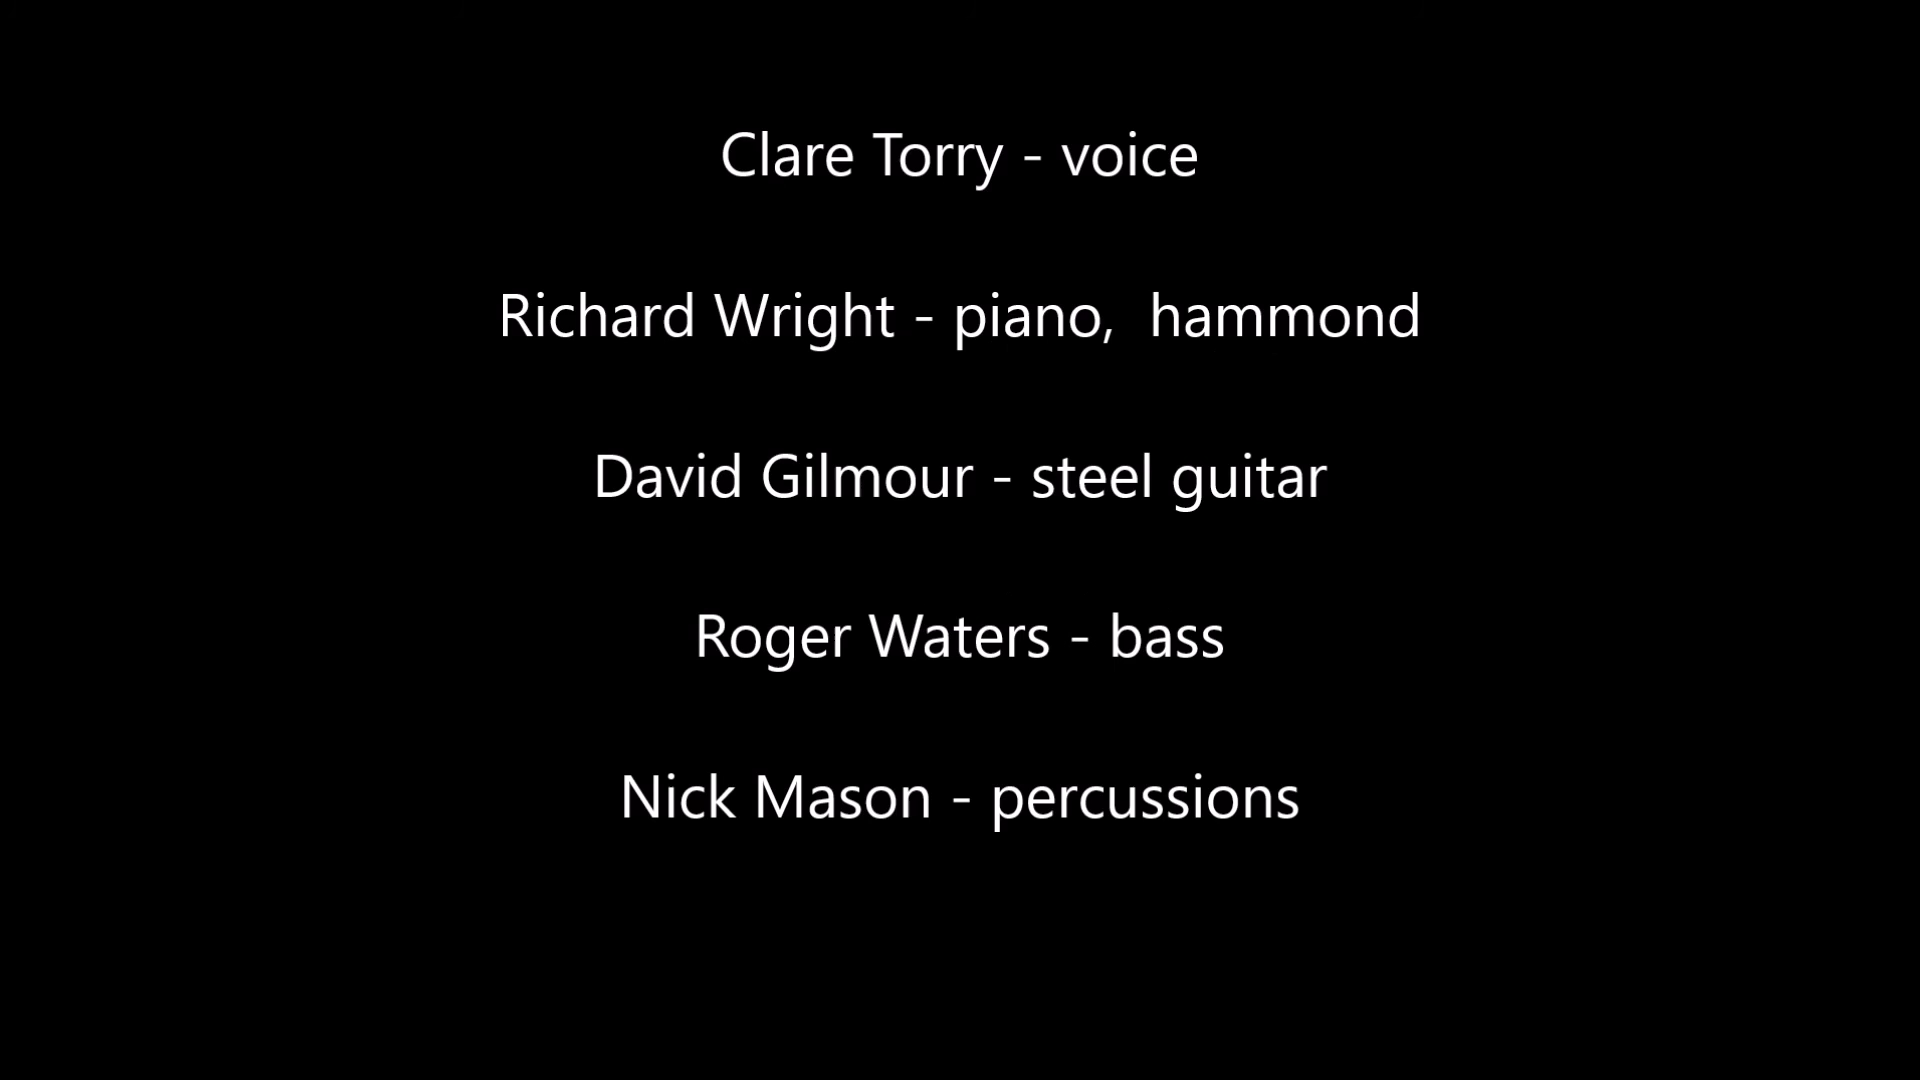 Clare Torry - voice
Richard Wright - piano,  hammond
David Gilmour - steel guitar
Roger Waters - bass
Nick Mason - percussions